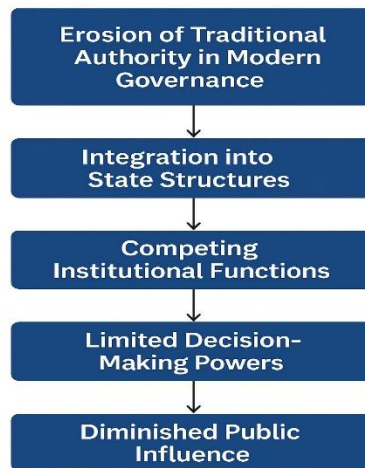 Erosion of Traditional
Authority in Modern
Governance
Integration into
State Structures
Competing
Institutional Functions
Limited Decision-
Making Powers
Diminished Public
Influence